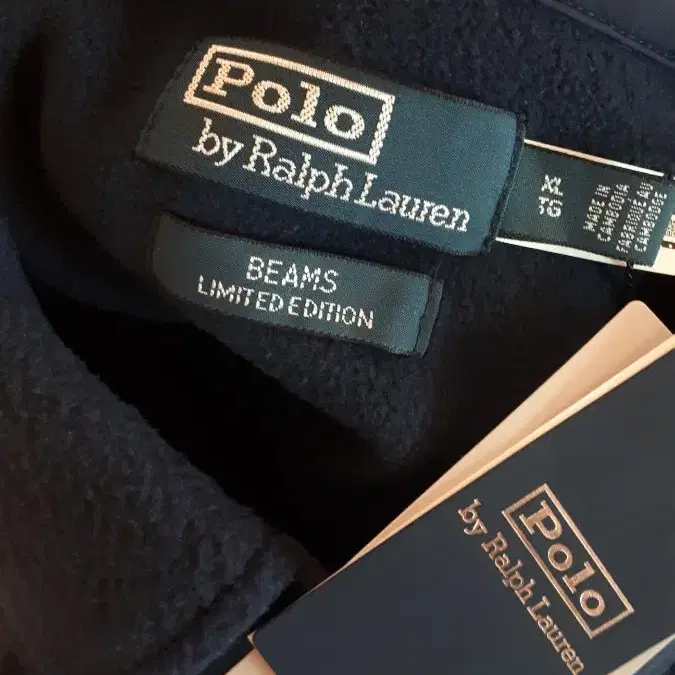 Polo
by Ralph Lauren
XL
TG
MADE IN
CAMBODIA
FABRIQUÉ AU
CAMBODGE
BEAMS
LIMITED EDITION
Polo
by Ralph Lauren